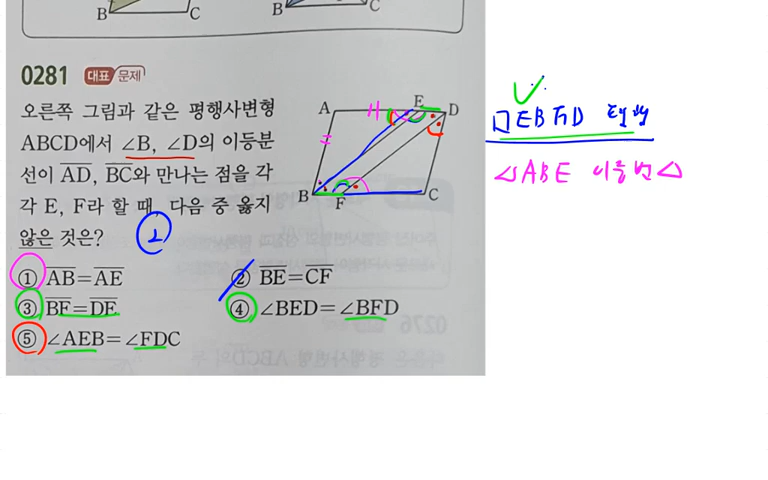 B C
B C
0281 대표 문제
오른쪽 그림과 같은 평행사변형
ABCD에서 ∠B, ∠D의 이등분
선이 AD, BC와 만나는 점을 각
각 E, F라 할 때, 다음 중 옳지
않은 것은?
②
① AB=AE
② BE=CF
③ BF=DE
④ ∠BED=∠BFD
⑤ ∠AEB=∠FDC
A E D
B F C
□EBFD 평행
△ABE 이등변△